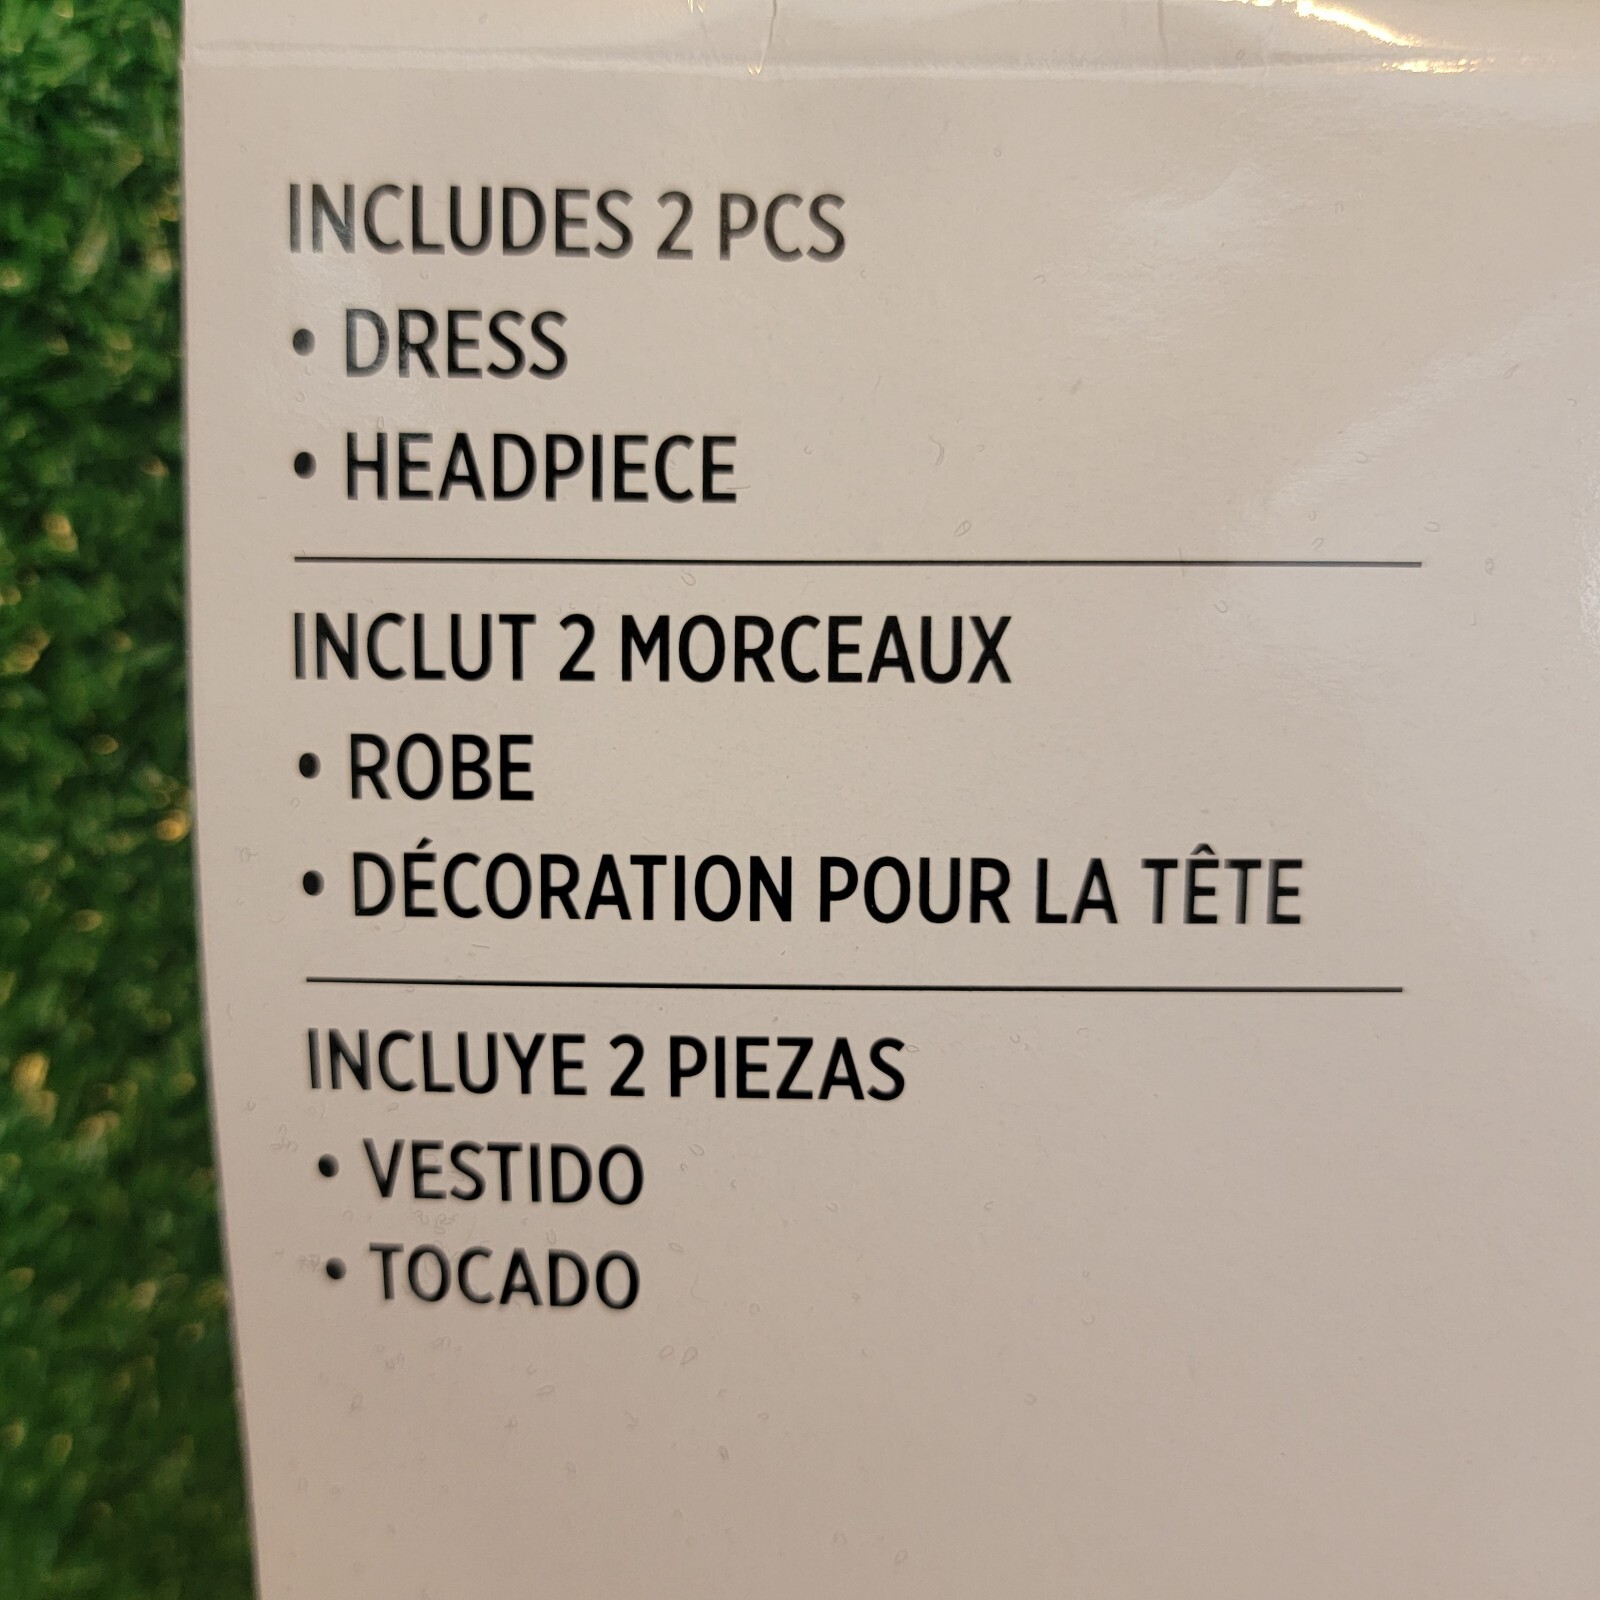 INCLUDES 2 PCS
• DRESS
• HEADPIECE
INCLUT 2 MORCEAUX
• ROBE
• DÉCORATION POUR LA TÊTE
INCLUYE 2 PIEZAS
• VESTIDO
• TOCADO